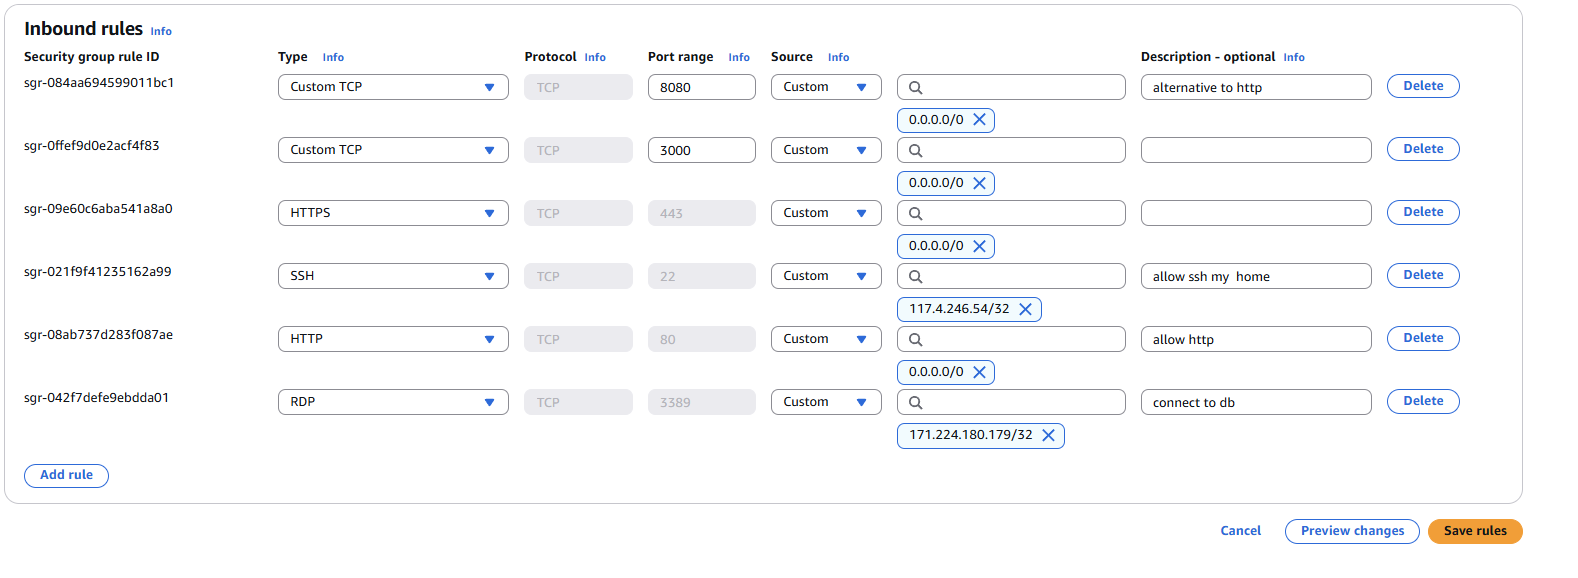 Inbound rules Info
Security group rule ID Type Info Protocol Info Port range Info Source Info Description - optional Info
sgr-084aa694599011bc1 Custom TCP TCP 8080 Custom alternative to http Delete
0.0.0.0/0
sgr-0ffef9d0e2acf4f83 Custom TCP TCP 3000 Custom Delete
0.0.0.0/0
sgr-09e60c6aba541a8a0 HTTPS TCP 443 Custom Delete
0.0.0.0/0
sgr-021f9f41235162a99 SSH TCP 22 Custom allow ssh my  home Delete
117.4.246.54/32
sgr-08ab737d283f087ae HTTP TCP 80 Custom allow http Delete
0.0.0.0/0
sgr-042f7defe9ebdda01 RDP TCP 3389 Custom connect to db Delete
171.224.180.179/32
Add rule
Cancel Preview changes Save rules